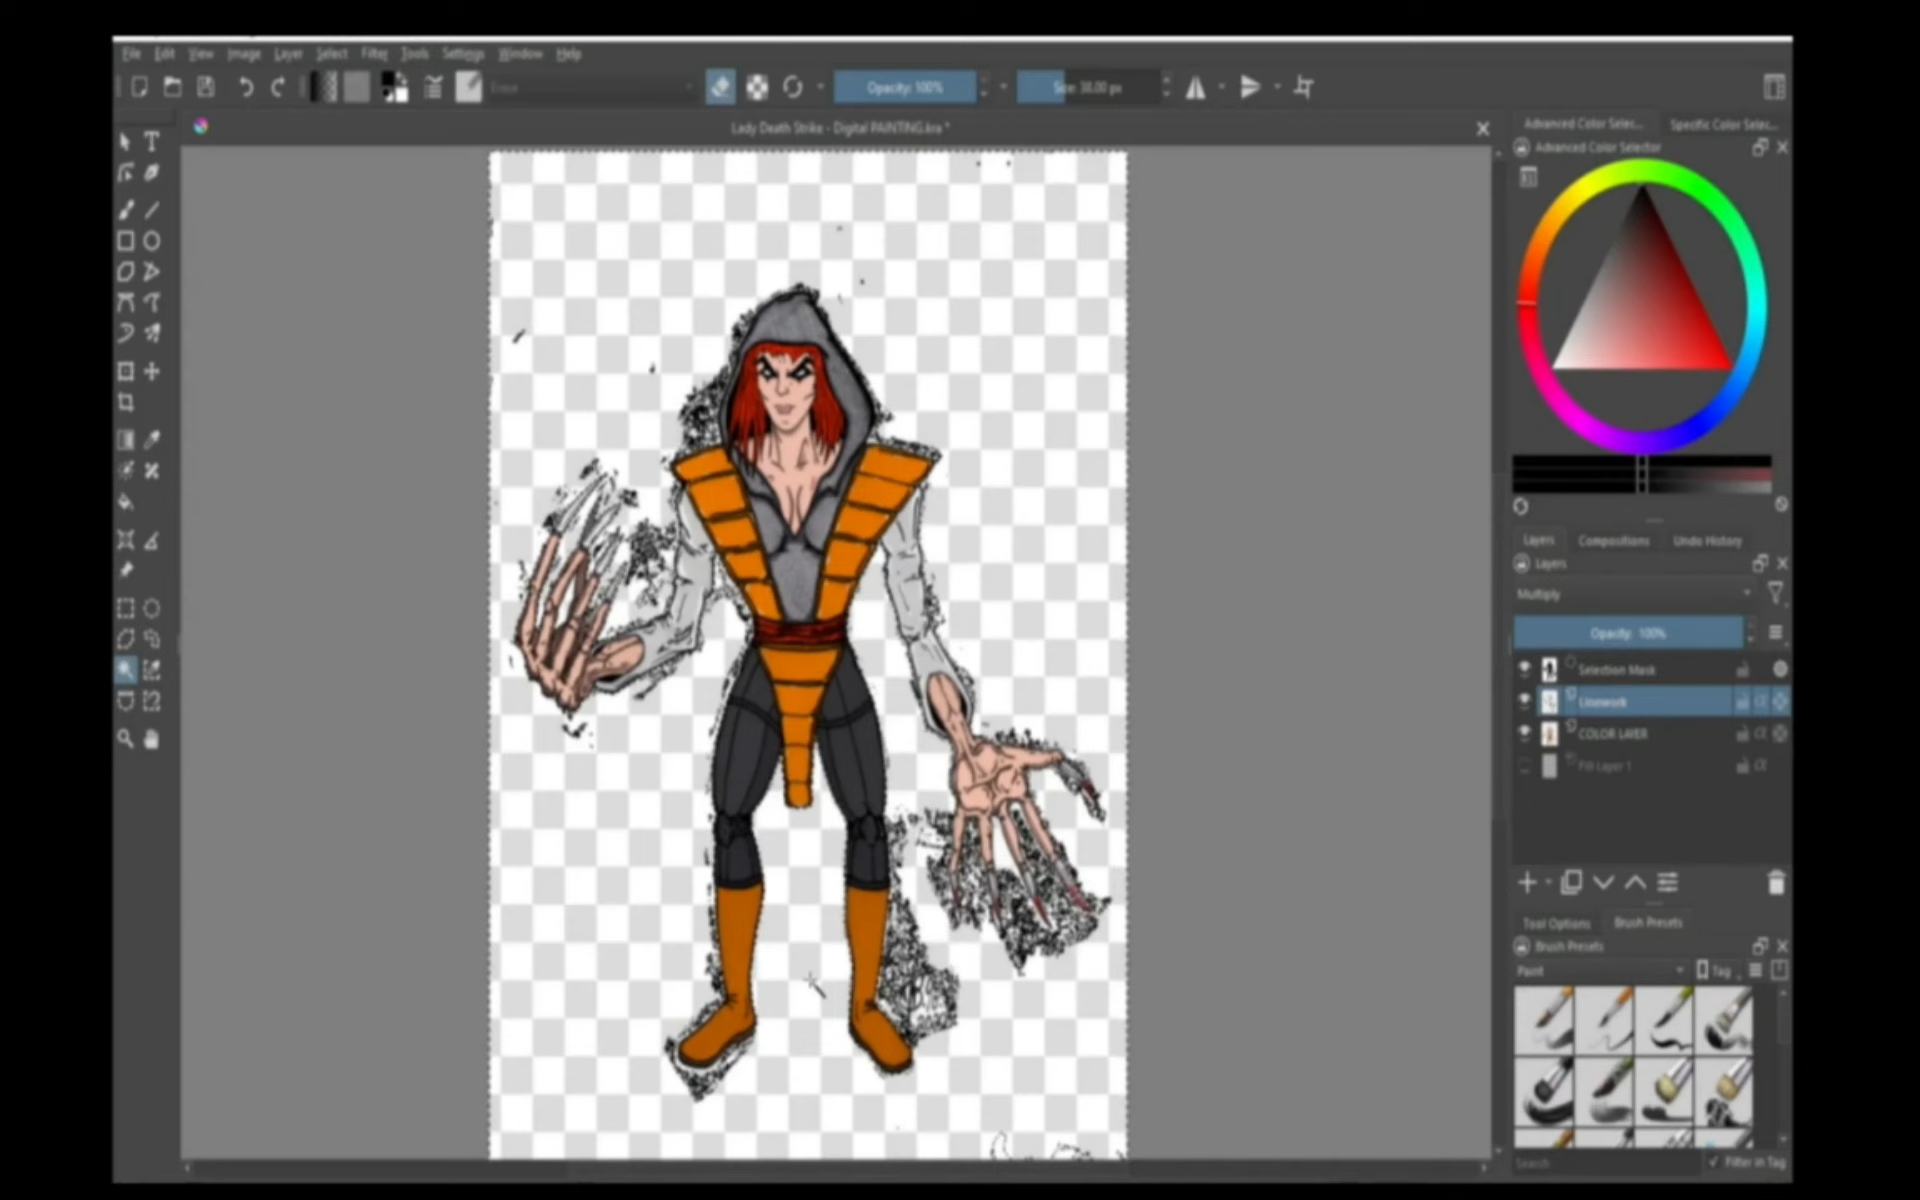 File Edit View Image Layer Select Filter Tools Settings Window Help
Erase
Opacity: 100%
Size: 38.00 px
Lady Death Strike - Digital PAINTING.kra *
Advanced Color Selec...
Specific Color Selec...
Advanced Color Selector
Layers
Compositions
Undo History
Layers
Multiply
Opacity: 100%
Selection Mask
Linework
COLOR LAYER
Fill Layer 1
Tool Options
Brush Presets
Brush Presets
Paint
Tag
Search
Filter in Tag